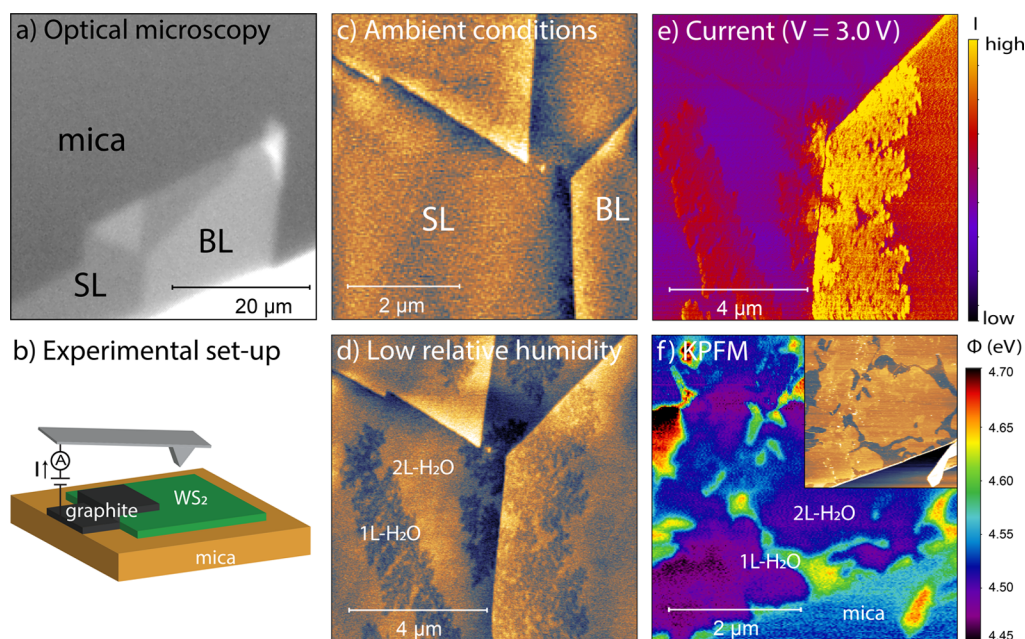 a) Optical microscopy
mica
BL
SL
20 µm
b) Experimental set-up
I↑
A
graphite
WS₂
mica
c) Ambient conditions
SL
BL
2 µm
d) Low relative humidity
2L-H₂O
1L-H₂O
4 µm
e) Current (V = 3.0 V)
4 µm
I
high
low
f) KPFM
2L-H₂O
1L-H₂O
mica
2 µm
Φ (eV)
4.70
4.65
4.60
4.55
4.50
4.45